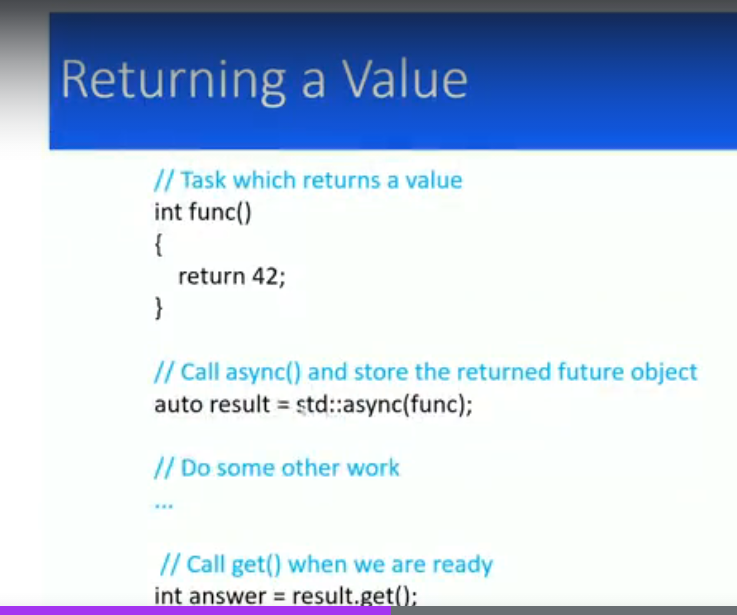 Returning a Value
// Task which returns a value
int func()
{
return 42;
}
// Call async() and store the returned future object
auto result = std::async(func);
// Do some other work
...
// Call get() when we are ready
int answer = result.get();